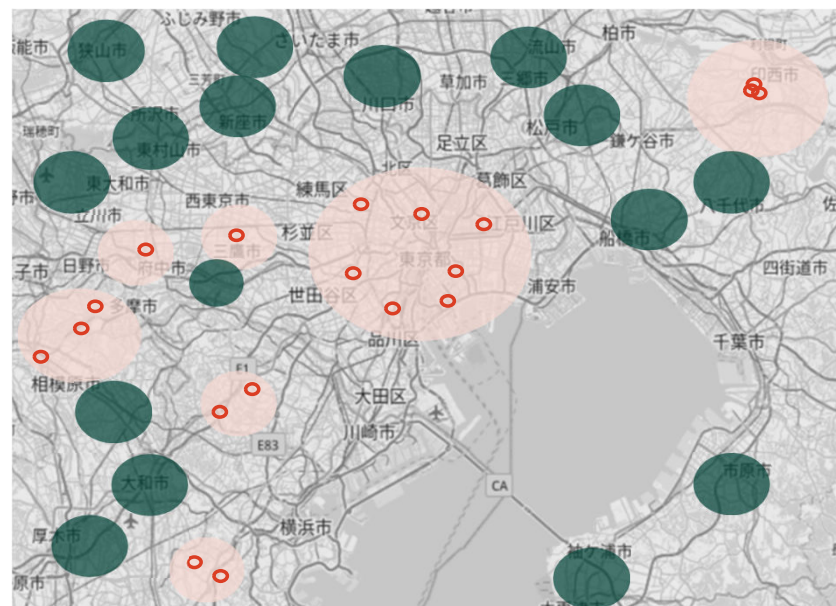 ふじみ野市
さいたま市
狭山市
流山市
柏市
三郷市
草加市
川口市
三芳町
新座市
所沢市
東村山市
瑞穂町
松戸市
鎌ケ谷市
印西市
足立区
北区
葛飾区
練馬区
東大和市
西東京市
立川市
八千代市
文京区
江戸川区
杉並区
船橋市
三鷹市
東京都
日野市
府中市
四街道市
浦安市
世田谷区
多摩市
品川区
千葉市
E1
相模原市
大田区
川崎市
E83
市原市
大和市
CA
横浜市
厚木市
袖ケ浦市